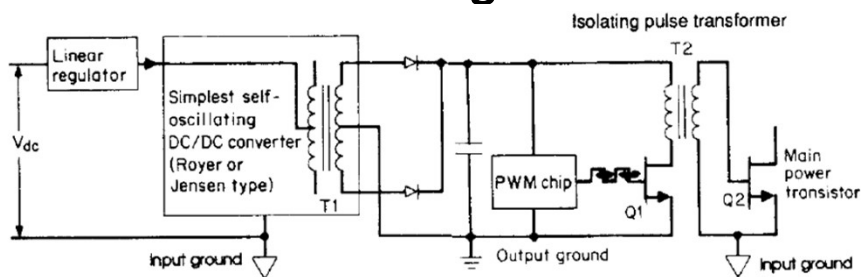 Isolating pulse transformer
T2
Linear
regulator
Simplest self-
oscillating
DC/DC converter
(Royer or
Jensen type)
T1
Vdc
PWM chip
Q1
Q2
Main
power
transistor
Input ground
Output ground
Input ground